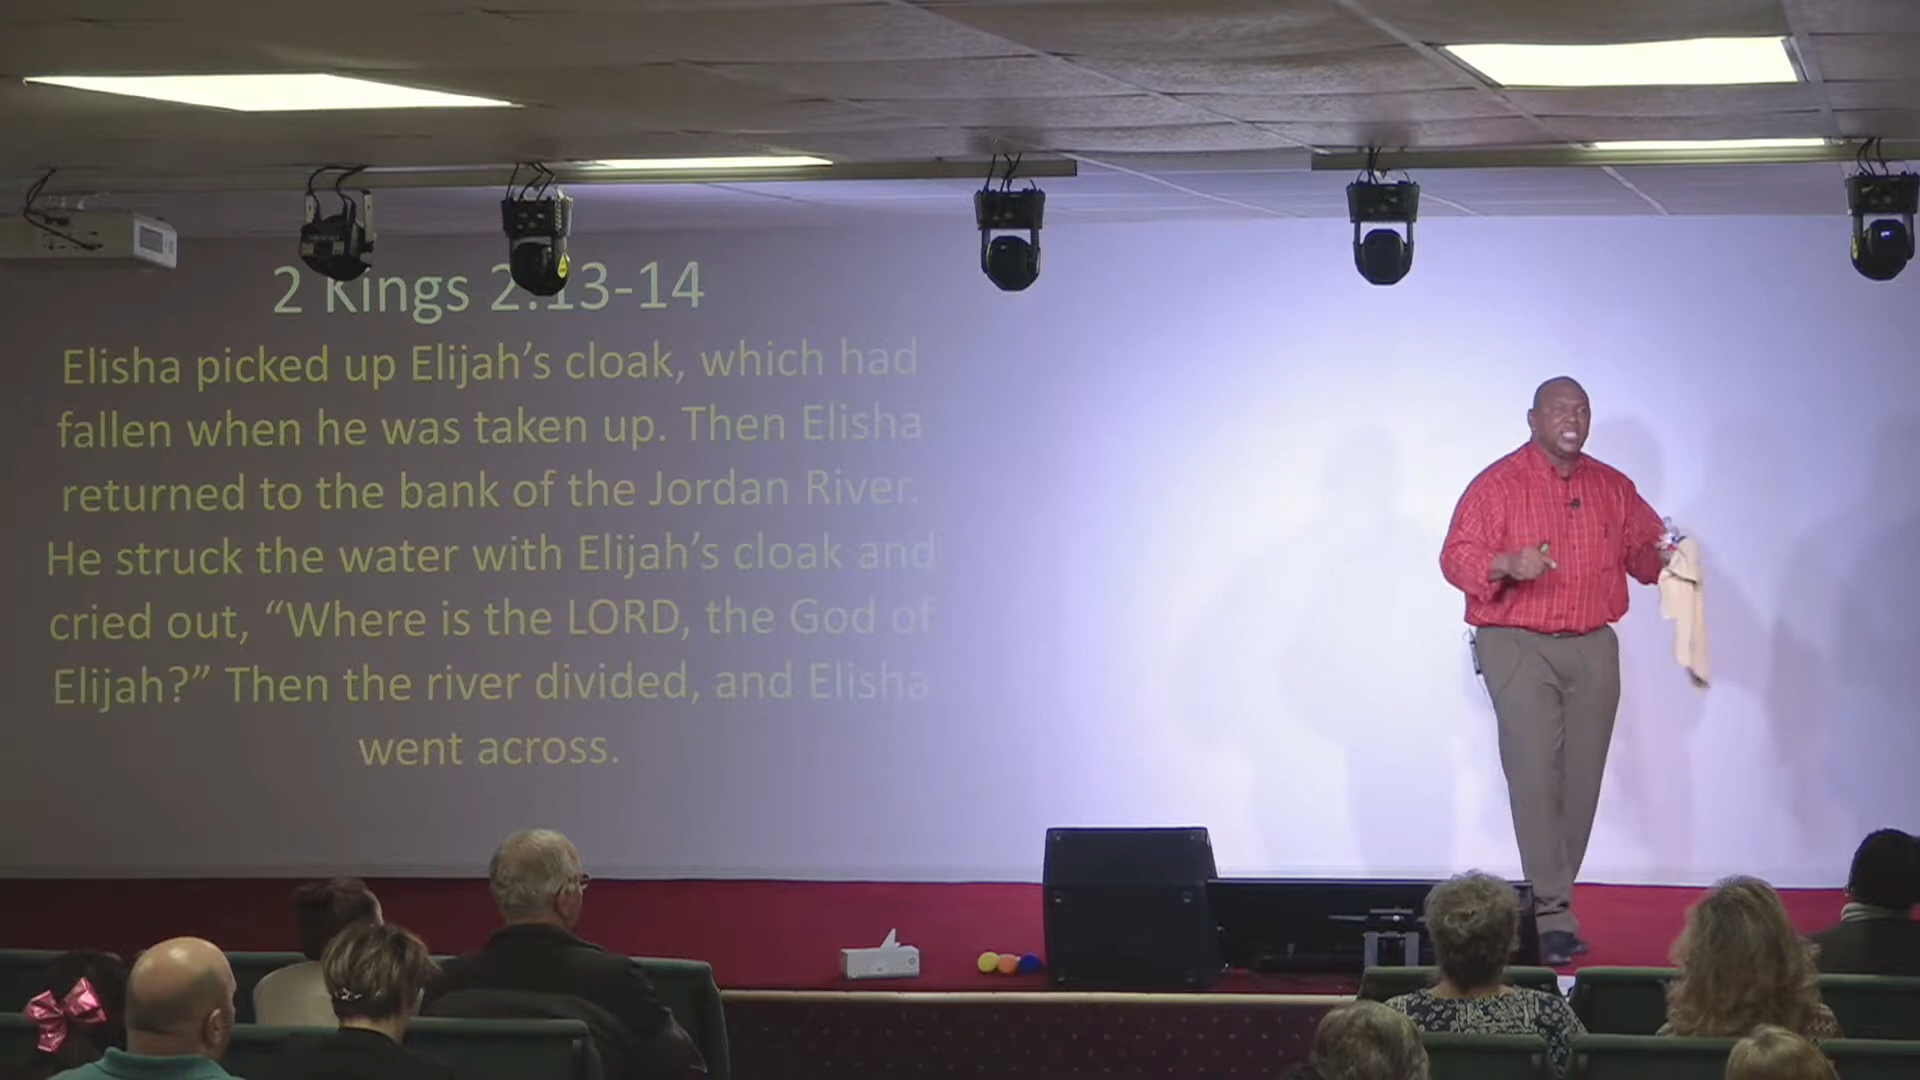 2 Kings 2:13-14
Elisha picked up Elijah’s cloak, which had
fallen when he was taken up. Then Elisha
returned to the bank of the Jordan River.
He struck the water with Elijah’s cloak and
cried out, “Where is the LORD, the God of
Elijah?” Then the river divided, and Elisha
went across.